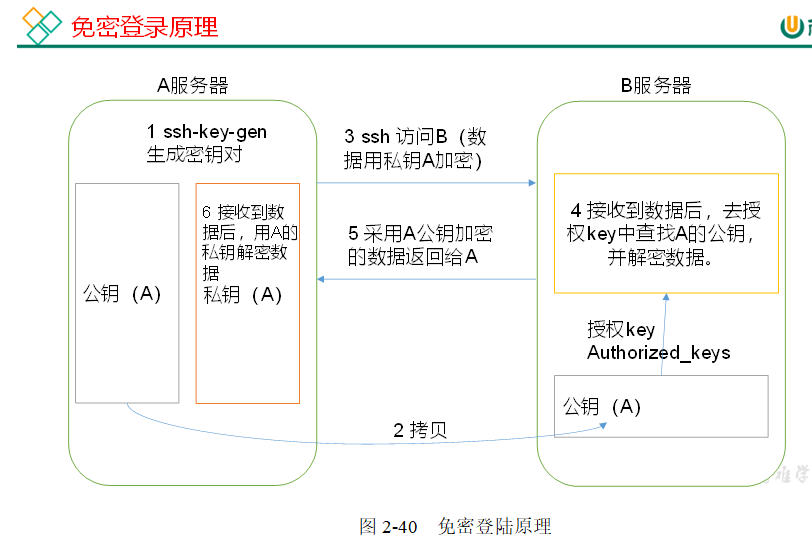 免密登录原理
A服务器
B服务器
1 ssh-key-gen
生成密钥对
3 ssh 访问B（数
据用私钥A加密）
6 接收到数
据后，用A的
私钥解密数
据
私钥（A）
公钥（A）
5 采用A公钥加密
的数据返回给A
4 接收到数据后，去授
权key中查找A的公钥，
并解密数据。
授权key
Authorized_keys
公钥（A）
2 拷贝
图 2-40 免密登陆原理